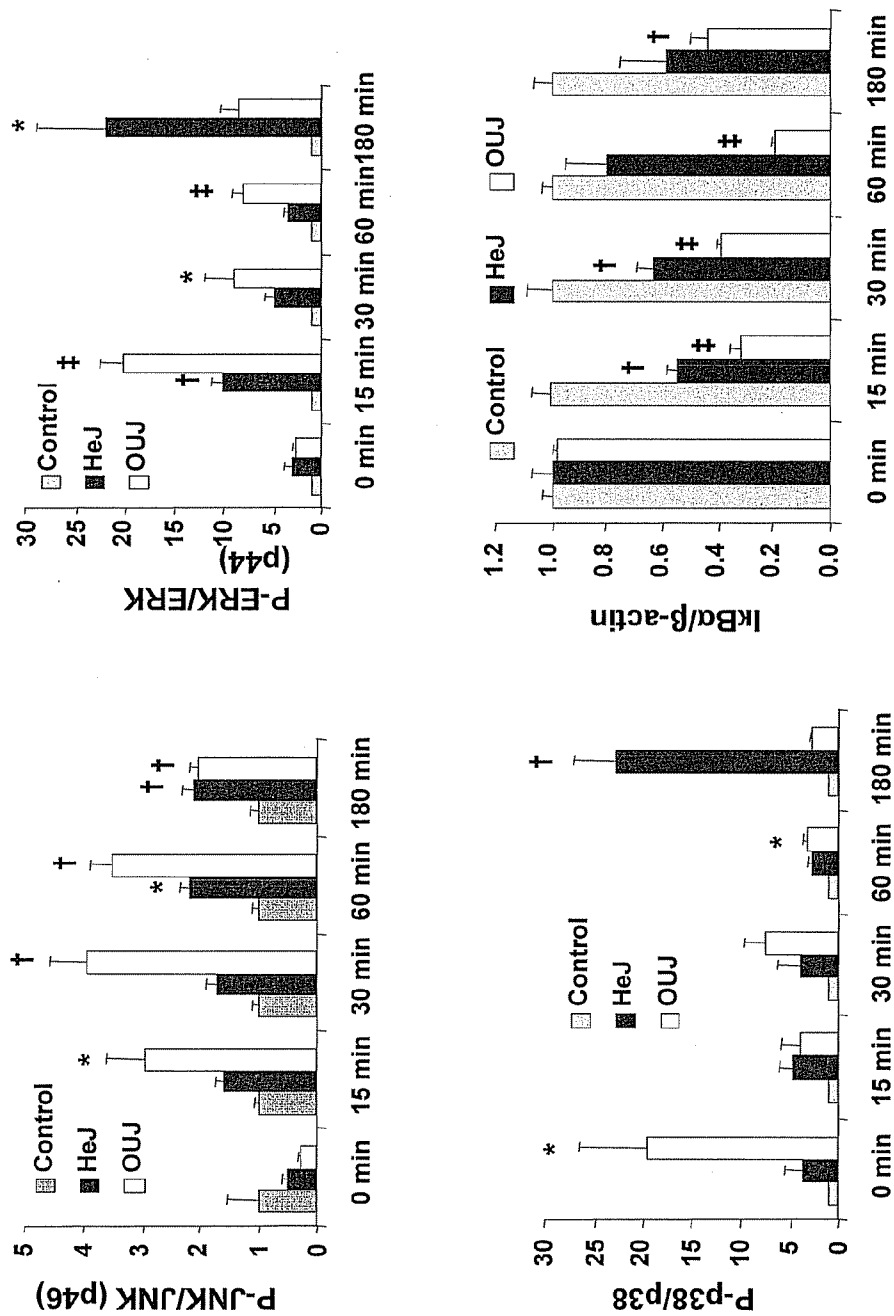 P-JNK/JNK (p46)
5
4
3
2
1
0
Control
HeJ
OUJ
*
†
*
†
†
†
0 min 15 min 30 min 60 min 180 min
P-ERK/ERK
(p44)
30
25
20
15
10
5
0
Control
HeJ
OUJ
†
‡
*
‡
*
0 min 15 min 30 min 60 min 180 min
P-p38/p38
30
25
20
15
10
5
0
Control
HeJ
OUJ
*
*
†
0 min 15 min 30 min 60 min 180 min
IκBα/β-actin
1.2
1.0
0.8
0.6
0.4
0.2
0.0
Control HeJ OUJ
†
‡
†
‡
‡
†
0 min 15 min 30 min 60 min 180 min